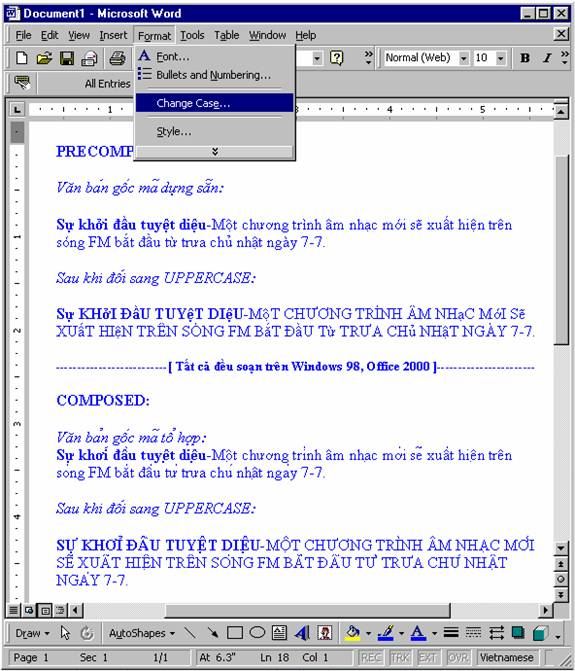 Document1 - Microsoft Word
File Edit View Insert Format Tools Table Window Help
Normal (Web) 10 B I
All Entries
Font...
Bullets and Numbering...
Change Case...
Style...
PRECOMP
Văn bản gốc mã dựng sẵn:
Sự khởi đầu tuyệt diệu-Một chương trình âm nhạc mới sẽ xuất hiện trên
sóng FM bắt đầu từ trưa chủ nhật ngày 7-7.
Sau khi đổi sang UPPERCASE:
Sự KHởI ĐầU TUYệT DIệU-MộT CHƯƠNG TRÌNH ÂM NHạC MớI Sẽ
XUấT HIệN TRÊN SÓNG FM BắT ĐầU Từ TRƯA CHủ NHậT NGÀY 7-7.
--------------------------[ Tất cả đều soạn trên Windows 98, Office 2000 ]-----------------------
COMPOSED:
Văn bản gốc mã tổ hợp:
Sự khởi đầu tuyệt diệu-Một chương trình âm nhạc mới sẽ xuất hiện trên
sóng FM bắt đầu từ trưa chủ nhật ngày 7-7.
Sau khi đổi sang UPPERCASE:
SỰ KHỞI ĐẦU TUYỆT DIỆU-MỘT CHƯƠNG TRÌNH ÂM NHẠC MỚI
SẼ XUẤT HIỆN TRÊN SÓNG FM BẮT ĐẦU TỪ TRƯA CHỦ NHẬT
NGÀY 7-7.
Draw AutoShapes
Page 1 Sec 1 1/1 At 6.3" Ln 18 Col 1 REC TRK EXT OVR Vietnamese